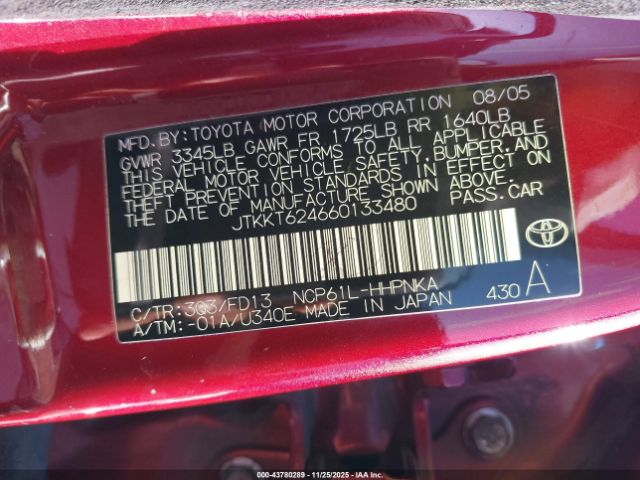 MFD.BY:TOYOTA MOTOR CORPORATION 08/05
GVWR 3345LB GAWR FR 1725LB RR 1640LB
THIS VEHICLE CONFORMS TO ALL APPLICABLE
FEDERAL MOTOR VEHICLE SAFETY,BUMPER,AND
THEFT PREVENTION STANDARDS IN EFFECT ON
THE DATE OF MANUFACTURE SHOWN ABOVE.
JTKKT624660133480 PASS.CAR
C/TR:3Q3/FD13 NCP61L-HHPNKA
A/TM:-01A/U340E MADE IN JAPAN 430 A
TOYOTA
000-43780289 - 11/25/2025 - IAA, Inc.